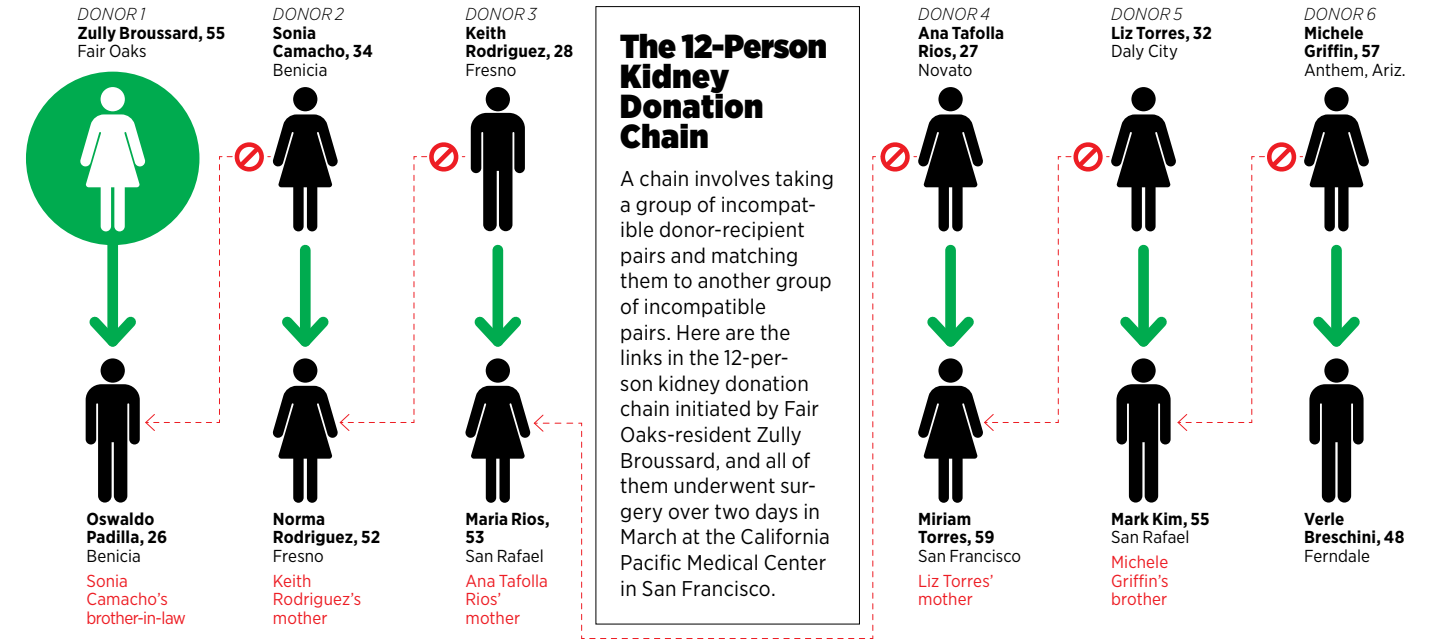 DONOR 1
Zully Broussard, 55
Fair Oaks
DONOR 2
Sonia
Camacho, 34
Benicia
DONOR 3
Keith
Rodriguez, 28
Fresno
The 12-Person
Kidney
Donation
Chain
A chain involves taking
a group of incompat-
ible donor-recipient
pairs and matching
them to another group
of incompatible
pairs. Here are the
links in the 12-per-
son kidney donation
chain initiated by Fair
Oaks-resident Zully
Broussard, and all of
them underwent sur-
gery over two days in
March at the California
Pacific Medical Center
in San Francisco.
DONOR 4
Ana Tafolla
Rios, 27
Novato
DONOR 5
Liz Torres, 32
Daly City
DONOR 6
Michele
Griffin, 57
Anthem, Ariz.
Oswaldo
Padilla, 26
Benicia
Sonia
Camacho's
brother-in-law
Norma
Rodriguez, 52
Fresno
Keith
Rodriguez's
mother
Maria Rios,
53
San Rafael
Ana Tafolla
Rios'
mother
Miriam
Torres, 59
San Francisco
Liz Torres'
mother
Mark Kim, 55
San Rafael
Michele
Griffin's
brother
Verle
Breschini, 48
Ferndale